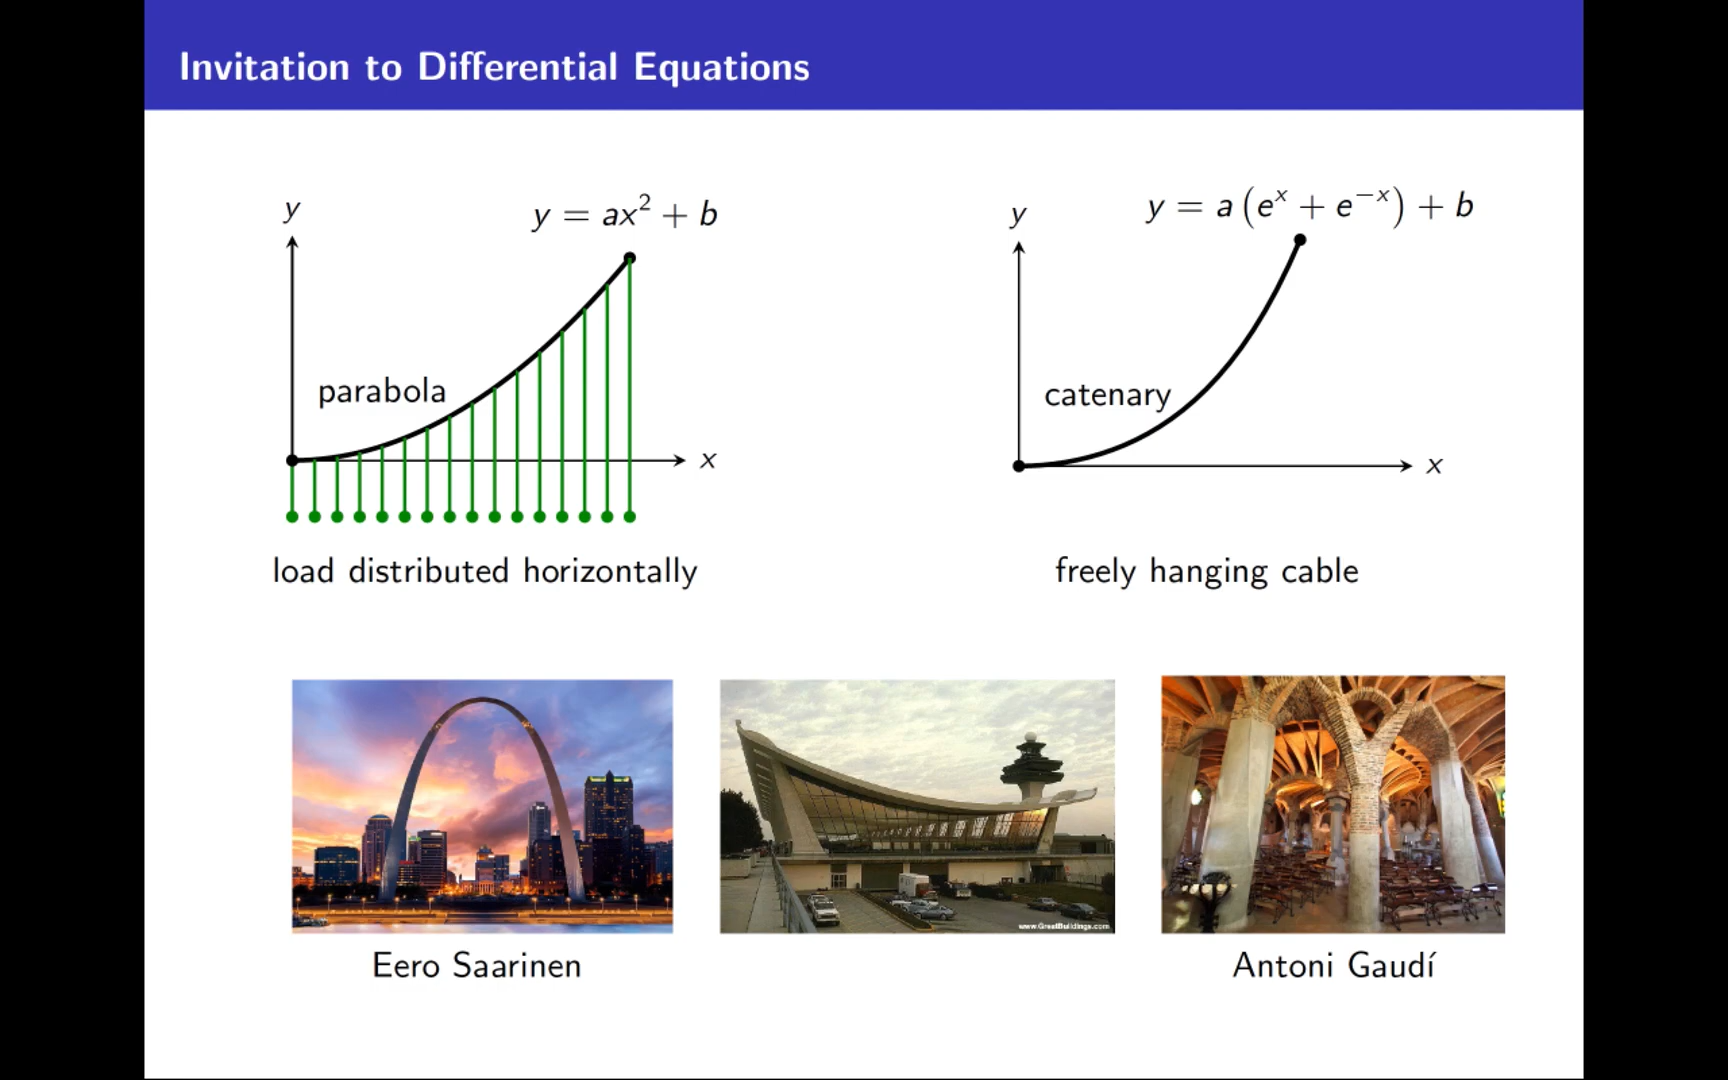 Invitation to Differential Equations
y
y = ax² + b
parabola
x
load distributed horizontally
y
y = a (eˣ + e⁻ˣ) + b
catenary
x
freely hanging cable
www.GreatBuildings.com
Eero Saarinen
Antoni Gaudí